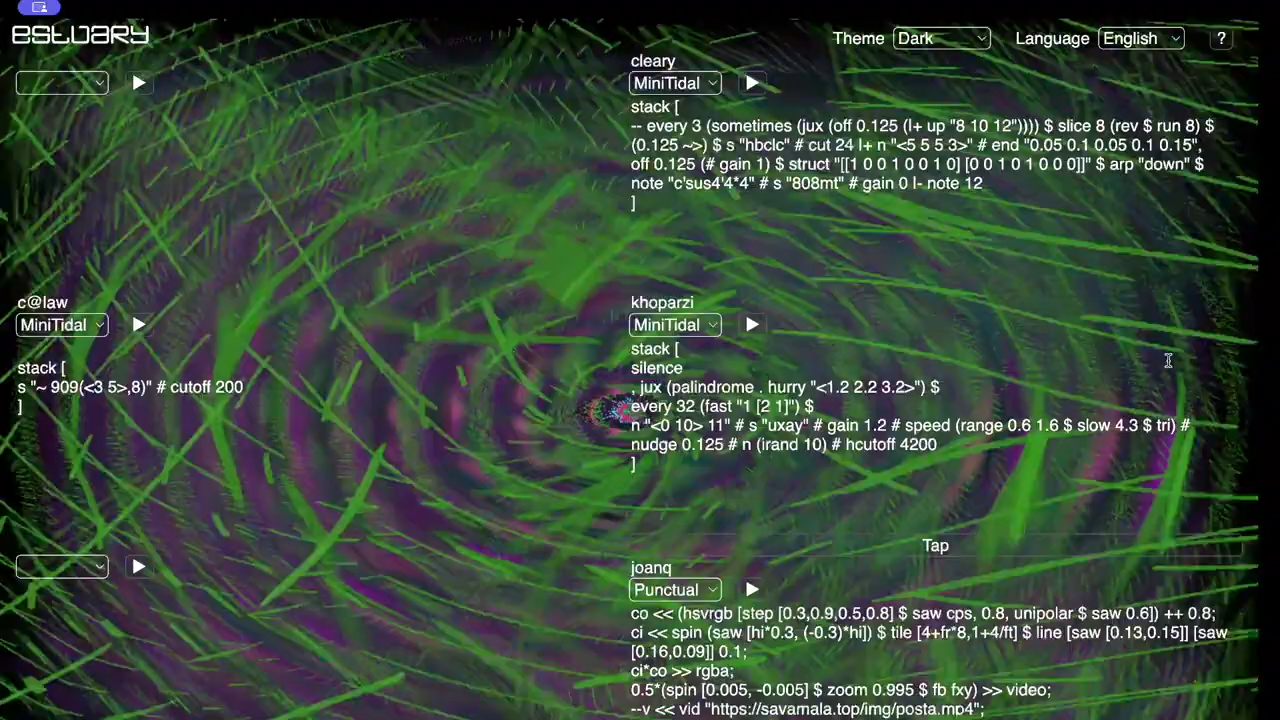 estuary
Theme Dark Language English ?
cleary
MiniTidal
stack [
-- every 3 (sometimes (jux (off 0.125 (|+ up "8 10 12")))) $ slice 8 (rev $ run 8) $
(0.125 ~>) $ s "hbclc" # cut 24 |+ n "<5 5 5 3>" # end "0.05 0.1 0.05 0.1 0.15",
off 0.125 (# gain 1) $ struct "[[1 0 0 1 0 0 1 0] [0 0 1 0 1 0 0 0]]" $ arp "down" $
note "c'sus4'4*4" # s "808mt" # gain 0 |- note 12
]
c@law
MiniTidal
stack [
s "~ 909(<3 5>,8)" # cutoff 200
]
khoparzi
MiniTidal
stack [
silence
, jux (palindrome . hurry "<1.2 2.2 3.2>") $
every 32 (fast "1 [2 1]") $
n "<0 10> 11" # s "uxay" # gain 1.2 # speed (range 0.6 1.6 $ slow 4.3 $ tri) #
nudge 0.125 # n (irand 10) # hcutoff 4200
]
Tap
joanq
Punctual
co << (hsvrgb [step [0.3,0.9,0.5,0.8] $ saw cps, 0.8, unipolar $ saw 0.6]) ++ 0.8;
ci << spin (saw [hi*0.3, (-0.3)*hi]) $ tile [4+fr*8,1+4/ft] $ line [saw [0.13,0.15]] [saw
[0.16,0.09]] 0.1;
ci*co >> rgba;
0.5*(spin [0.005, -0.005] $ zoom 0.995 $ fb fxy) >> video;
--v << vid "https://savamala.top/img/posta.mp4";